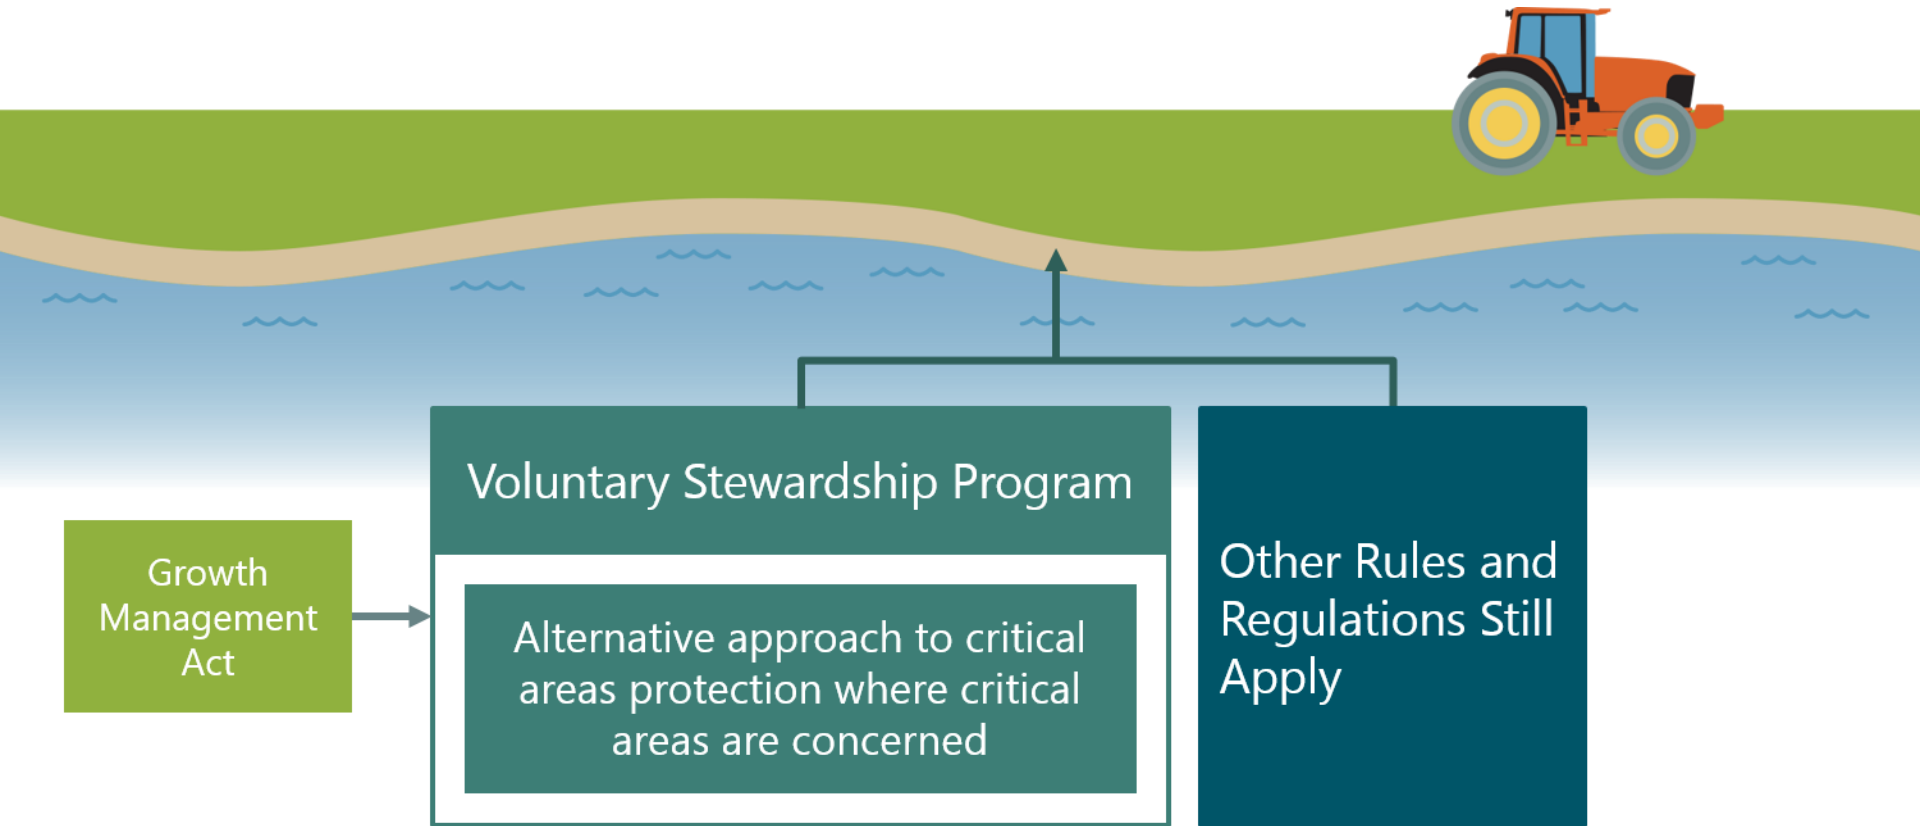 Voluntary Stewardship Program
Growth
Management
Act
Alternative approach to critical
areas protection where critical
areas are concerned
Other Rules and
Regulations Still
Apply